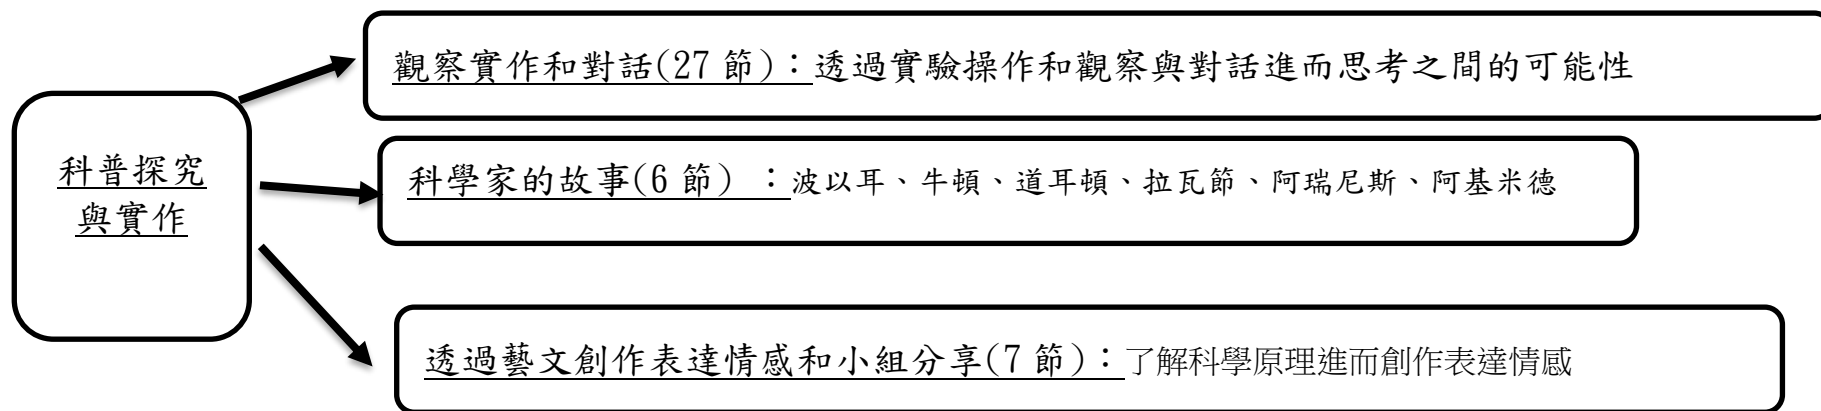 科普探究
與實作
觀察實作和對話(27 節)：透過實驗操作和觀察與對話進而思考之間的可能性
科學家的故事(6 節) ：波以耳、牛頓、道耳頓、拉瓦節、阿瑞尼斯、阿基米德
透過藝文創作表達情感和小組分享(7 節)：了解科學原理進而創作表達情感